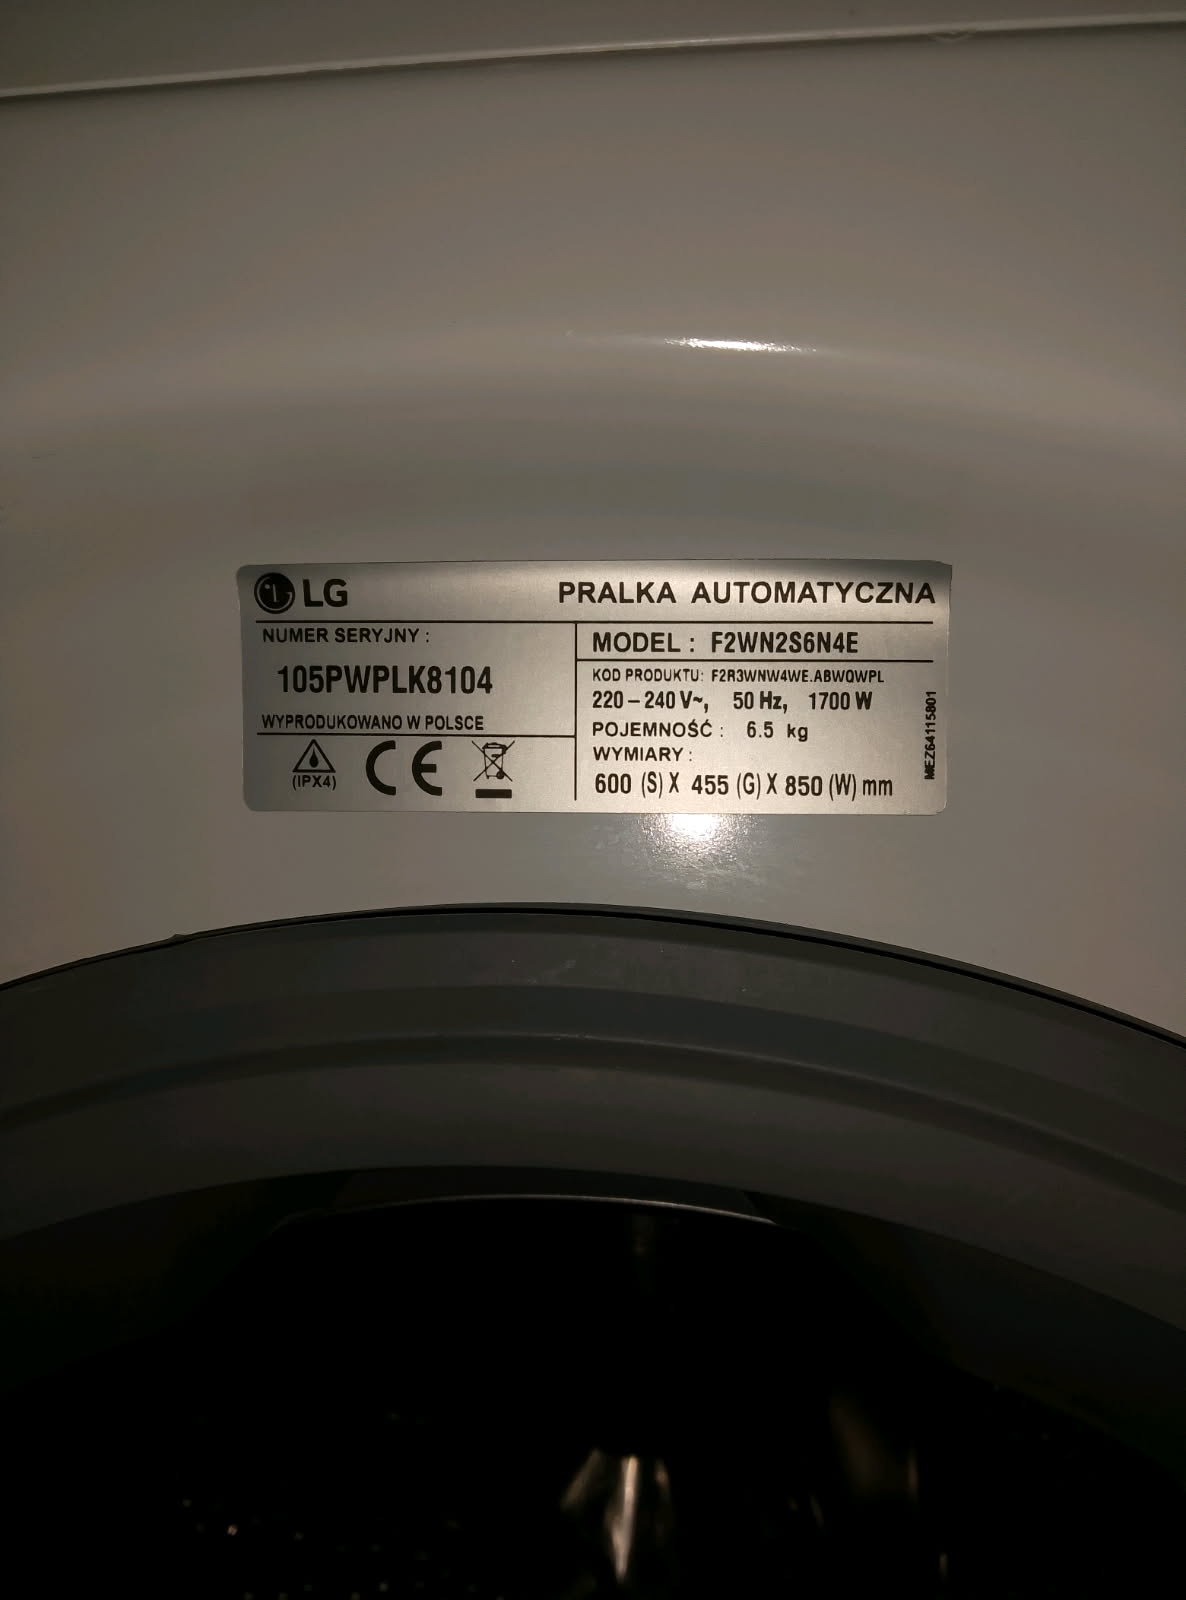 LG
PRALKA AUTOMATYCZNA
NUMER SERYJNY :
105PWPLK8104
WYPRODUKOWANO W POLSCE
(IPX4)
CE
MODEL : F2WN2S6N4E
KOD PRODUKTU: F2R3WNW4WE.ABWQWPL
220 – 240 V~, 50 Hz, 1700 W
POJEMNOŚĆ : 6.5 kg
WYMIARY :
600 (S) X 455 (G) X 850 (W) mm
MEZ64115801